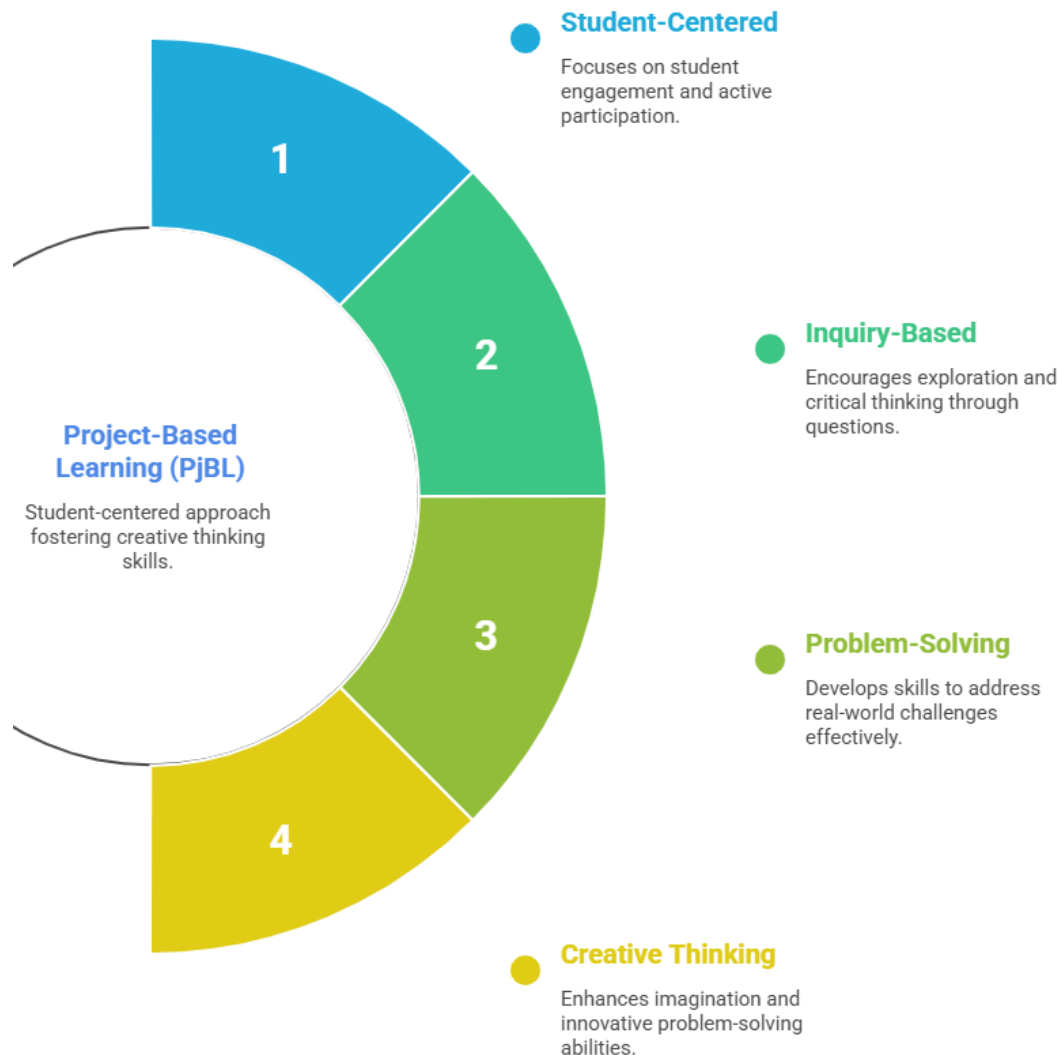 Student-Centered
Focuses on student
engagement and active
participation.
1
2
Inquiry-Based
Encourages exploration and
critical thinking through
questions.
Project-Based
Learning (PjBL)
Student-centered approach
fostering creative thinking
skills.
3
Problem-Solving
Develops skills to address
real-world challenges
effectively.
4
Creative Thinking
Enhances imagination and
innovative problem-solving
abilities.